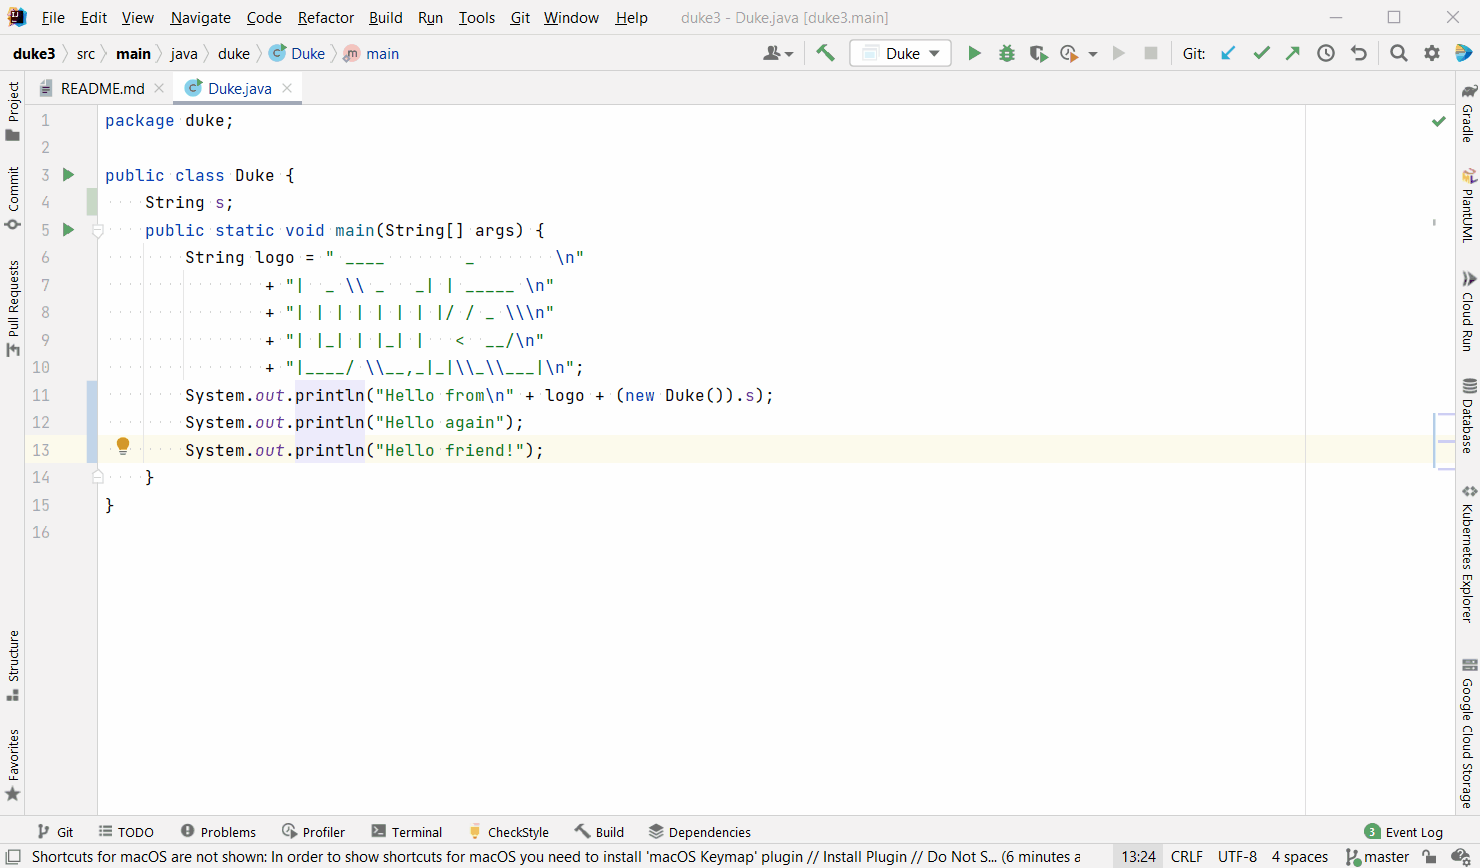 File Edit View Navigate Code Refactor Build Run Tools Git Window Help duke3 - Duke.java [duke3.main]
duke3 src main java duke Duke main Duke Git:
README.md Duke.java
1 package duke;
2
3 public class Duke {
4 String s;
5 public static void main(String[] args) {
6 String logo = " ____        _        \n"
7 + "|  _ \\ _   _| | _____ \n"
8 + "| | | | | | | |/ / _ \\\n"
9 + "| |_| | |_| |   <  __/\n"
10 + "|____/ \\__,_|_|\\_\\___|\n";
11 System.out.println("Hello from\n" + logo + (new Duke()).s);
12 System.out.println("Hello again");
13 System.out.println("Hello friend!");
14 }
15 }
16
Project
Commit
Pull Requests
Structure
Favorites
Gradle
PlantUML
Cloud Run
Database
Kubernetes Explorer
Google Cloud Storage
Git TODO Problems Profiler Terminal CheckStyle Build Dependencies 3 Event Log
Shortcuts for macOS are not shown: In order to show shortcuts for macOS you need to install 'macOS Keymap' plugin // Install Plugin // Do Not S... (6 minutes a 13:24 CRLF UTF-8 4 spaces master